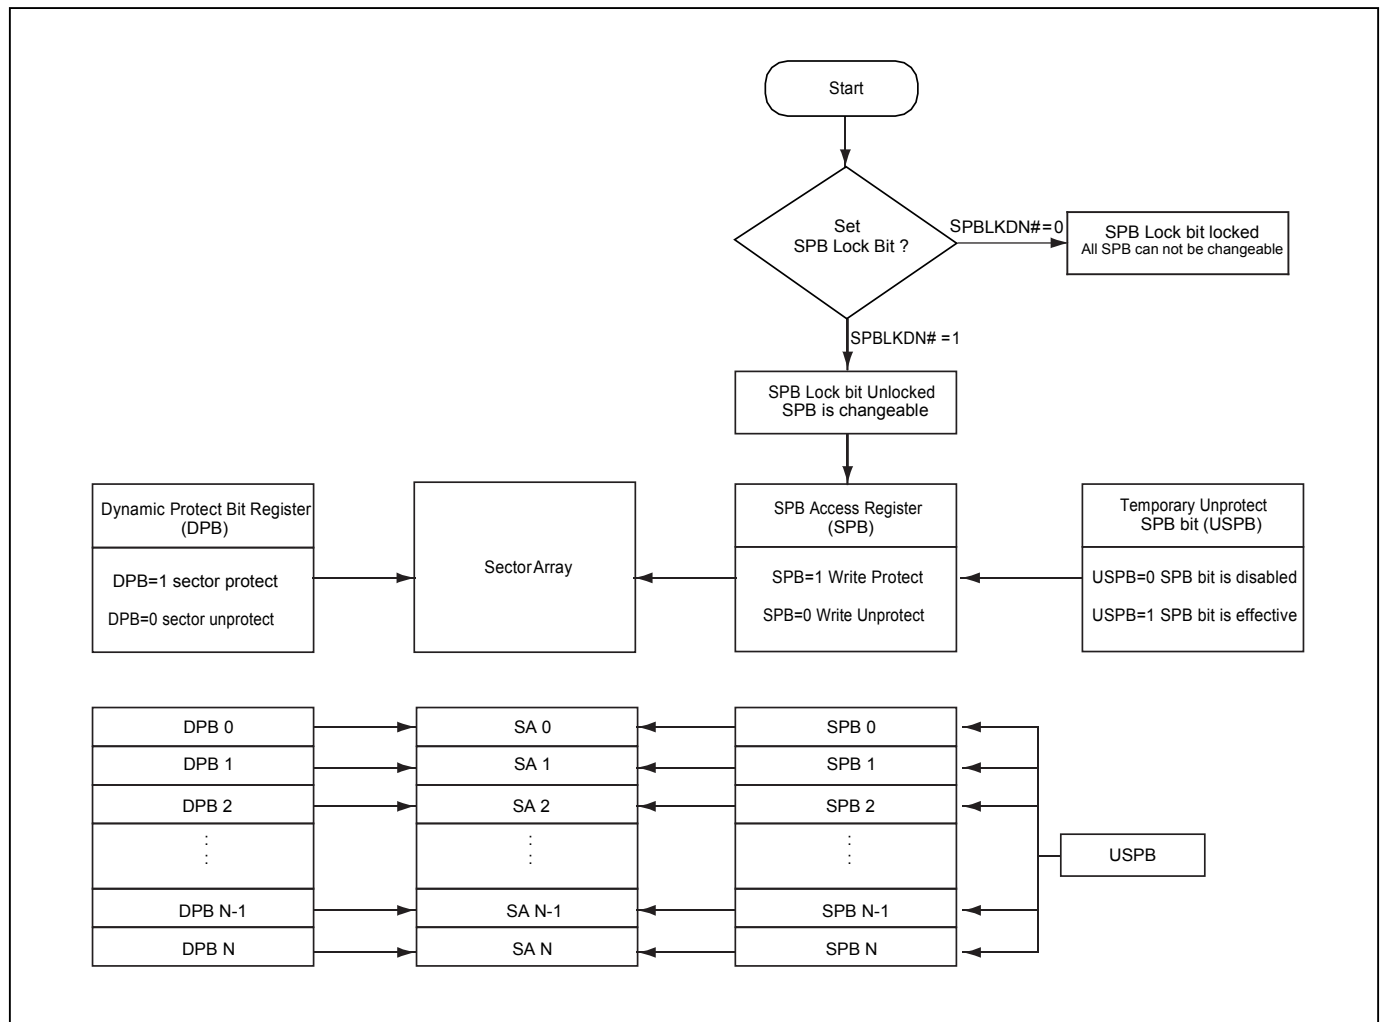 Start
Set
SPB Lock Bit ?
SPBLKDN#=0
SPB Lock bit locked
All SPB can not be changeable
SPBLKDN# =1
SPB Lock bit Unlocked
SPB is changeable
Dynamic Protect Bit Register
(DPB)
DPB=1 sector protect
DPB=0 sector unprotect
Sector Array
SPB Access Register
(SPB)
SPB=1 Write Protect
SPB=0 Write Unprotect
Temporary Unprotect
SPB bit (USPB)
USPB=0 SPB bit is disabled
USPB=1 SPB bit is effective
DPB 0
SA 0
SPB 0
DPB 1
SA 1
SPB 1
DPB 2
SA 2
SPB 2
: : :
: : :
USPB
DPB N-1
SA N-1
SPB N-1
DPB N
SA N
SPB N